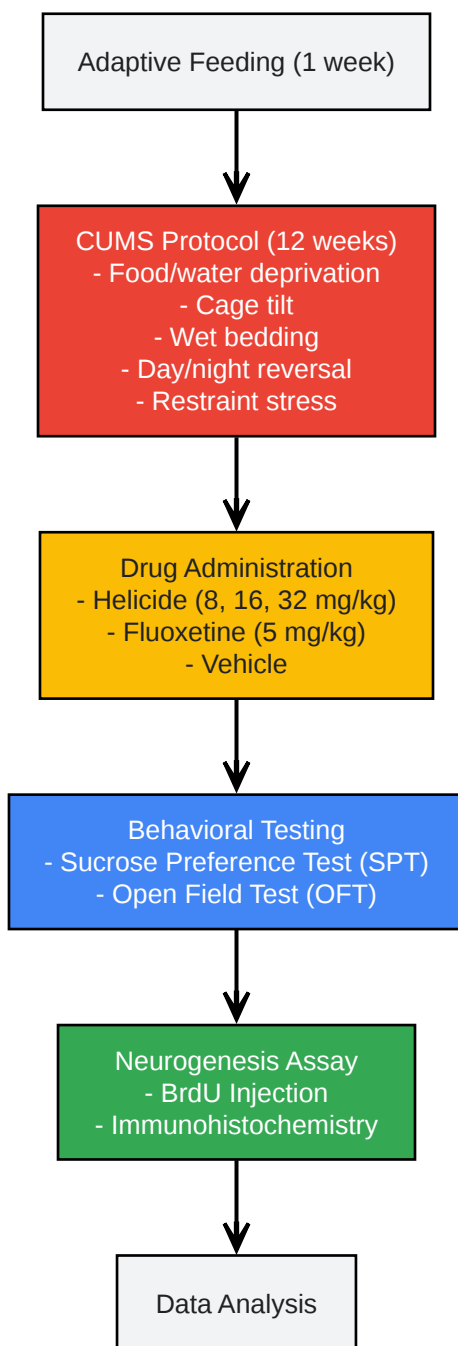 Adaptive Feeding (1 week)
CUMS Protocol (12 weeks)
- Food/water deprivation
- Cage tilt
- Wet bedding
- Day/night reversal
- Restraint stress
Drug Administration
- Helicide (8, 16, 32 mg/kg)
- Fluoxetine (5 mg/kg)
- Vehicle
Behavioral Testing
- Sucrose Preference Test (SPT)
- Open Field Test (OFT)
Neurogenesis Assay
- BrdU Injection
- Immunohistochemistry
Data Analysis